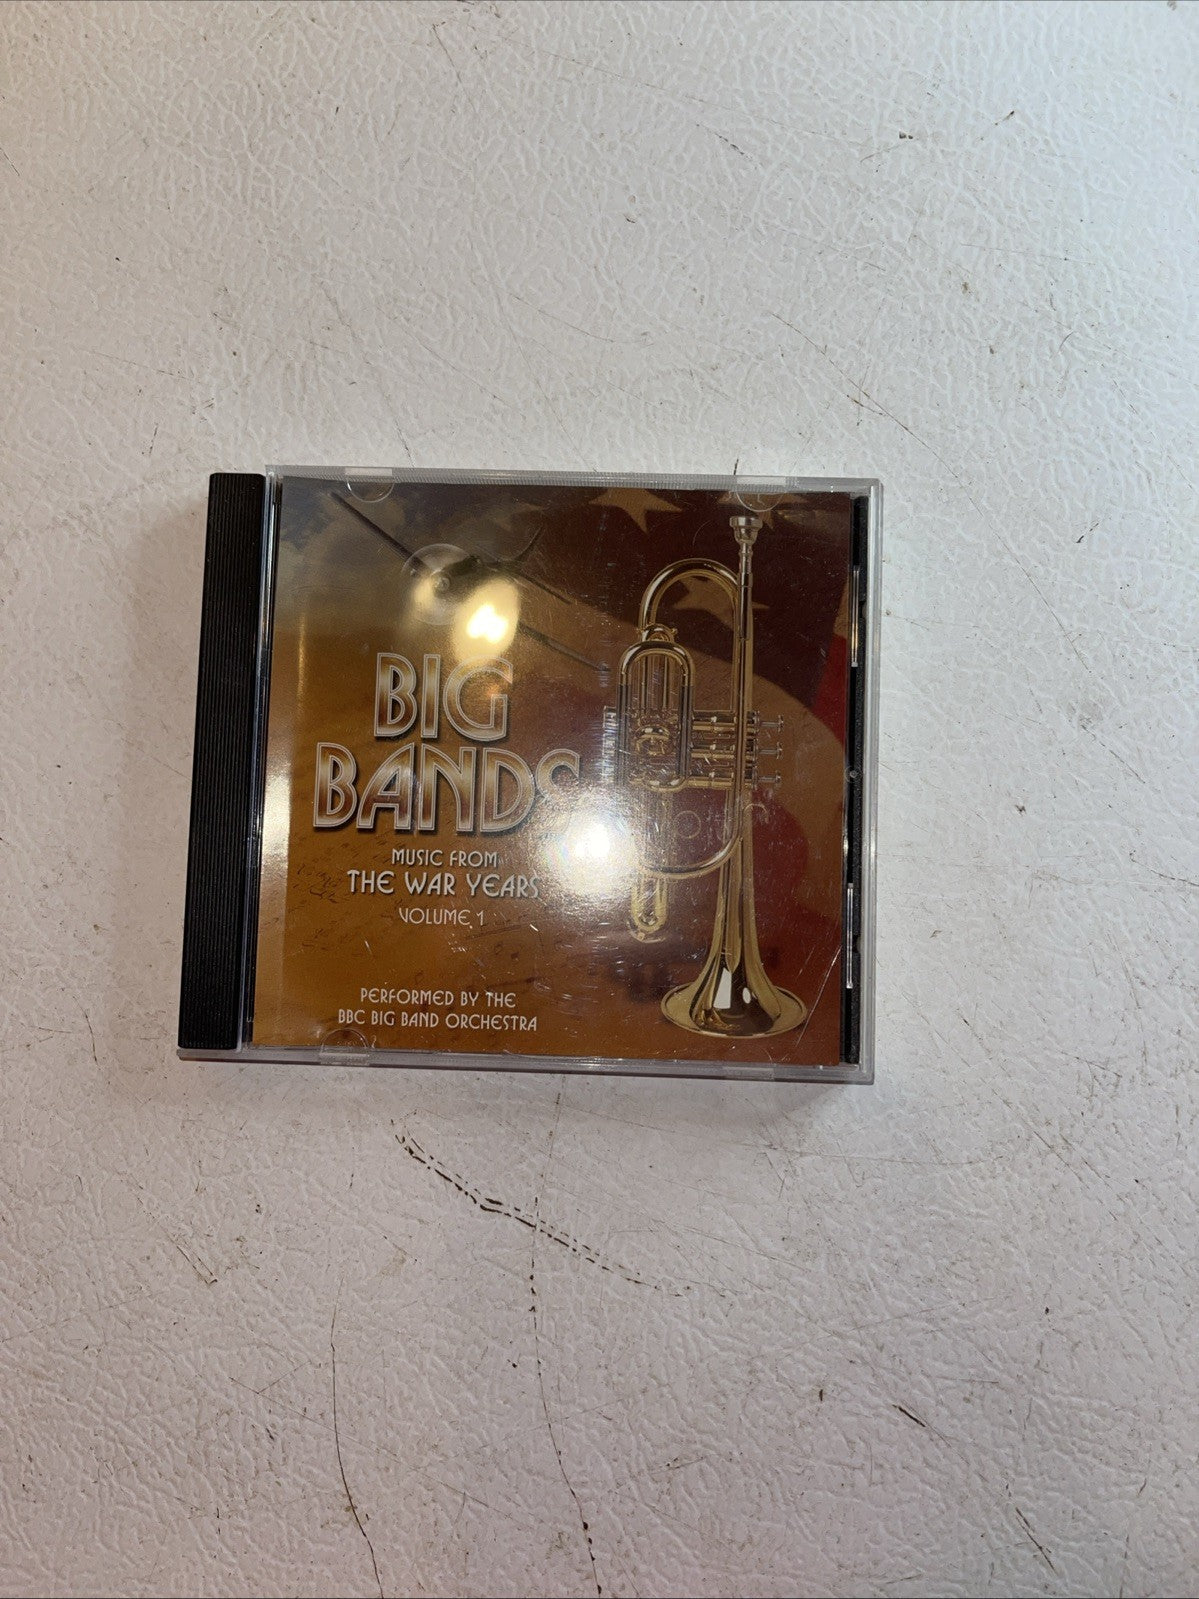 BIG
BANDS
MUSIC FROM
THE WAR YEARS
VOLUME 1
PERFORMED BY THE
BBC BIG BAND ORCHESTRA